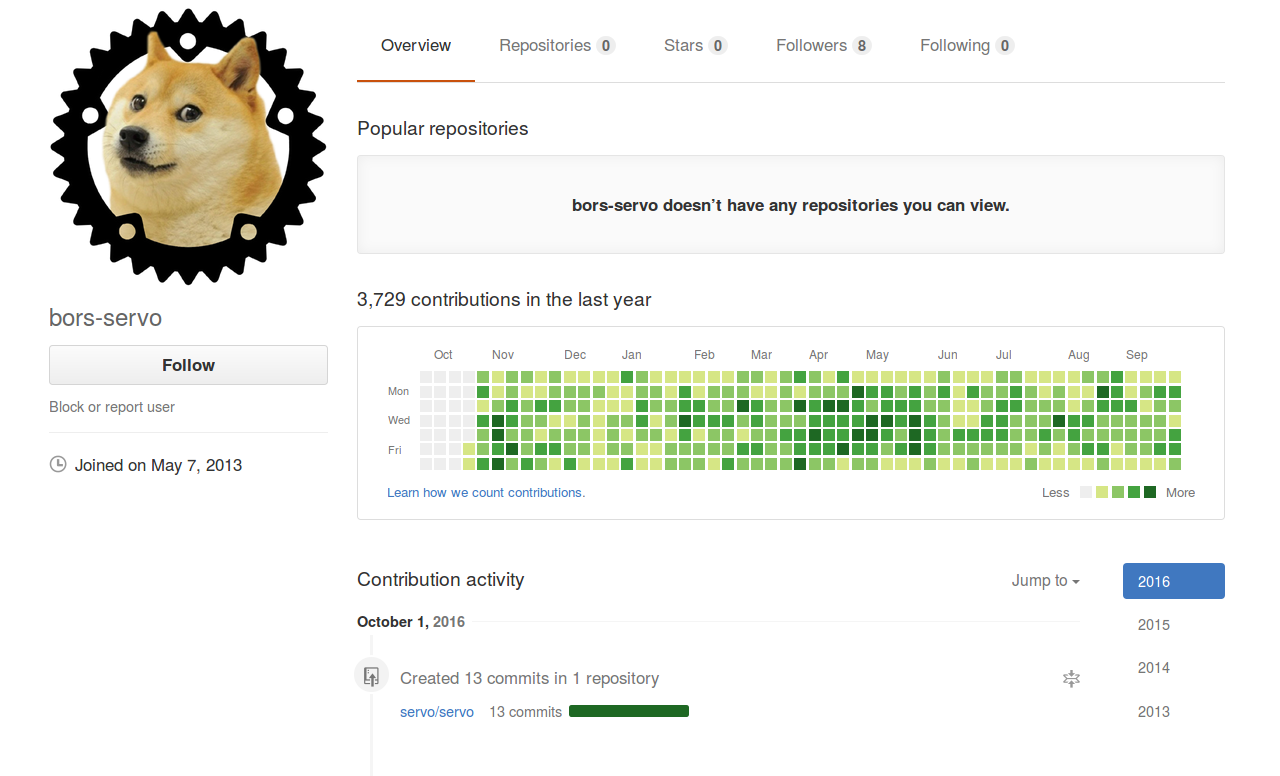 Overview Repositories 0 Stars 0 Followers 8 Following 0
bors-servo
Follow
Block or report user
Joined on May 7, 2013
Popular repositories
bors-servo doesn’t have any repositories you can view.
3,729 contributions in the last year
Oct Nov Dec Jan Feb Mar Apr May Jun Jul Aug Sep
Mon
Wed
Fri
Learn how we count contributions. Less More
Contribution activity Jump to
October 1, 2016
Created 13 commits in 1 repository
servo/servo 13 commits
2016
2015
2014
2013